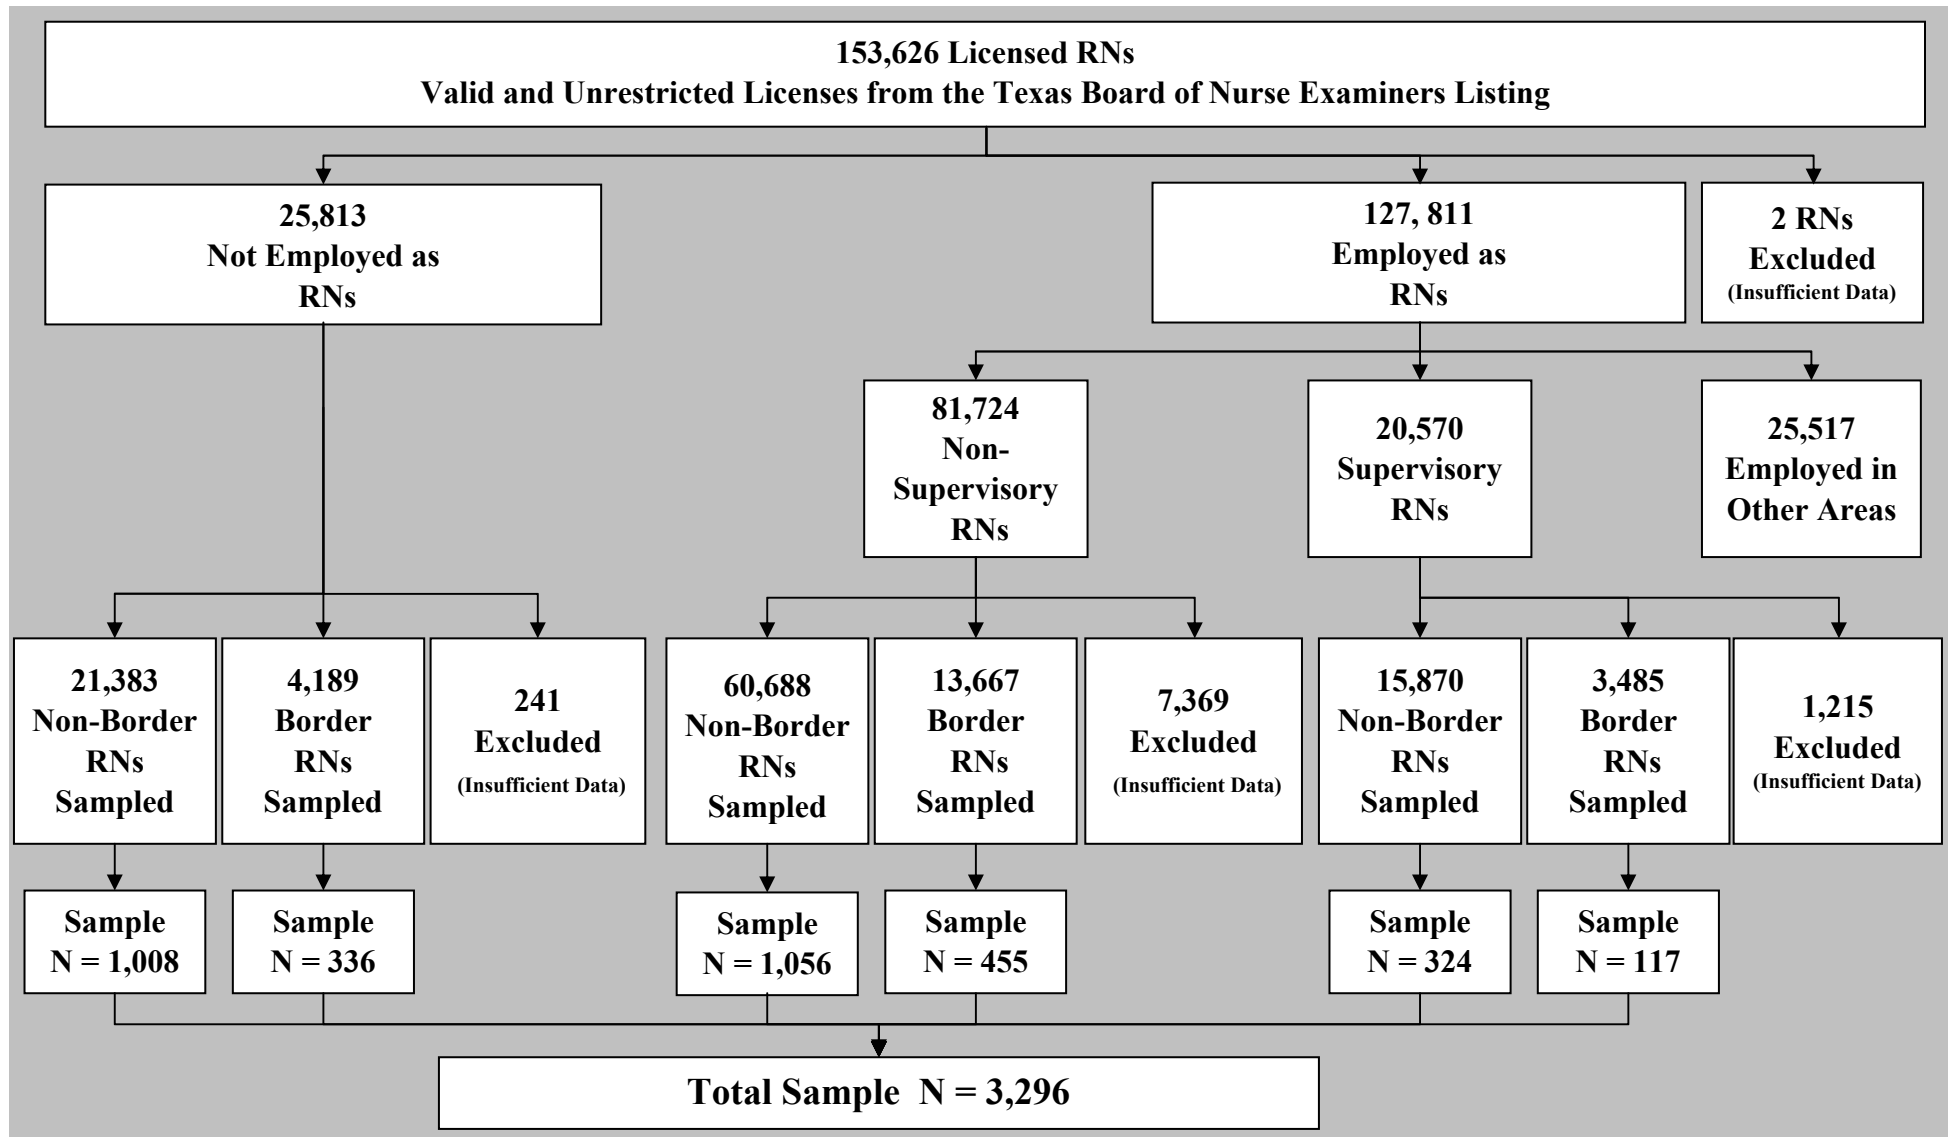 153,626 Licensed RNs
Valid and Unrestricted Licenses from the Texas Board of Nurse Examiners Listing
25,813
Not Employed as
RNs
127, 811
Employed as
RNs
2 RNs
Excluded
(Insufficient Data)
81,724
Non-
Supervisory
RNs
20,570
Supervisory
RNs
25,517
Employed in
Other Areas
21,383
Non-Border
RNs
Sampled
4,189
Border
RNs
Sampled
241
Excluded
(Insufficient Data)
60,688
Non-Border
RNs
Sampled
13,667
Border
RNs
Sampled
7,369
Excluded
(Insufficient Data)
15,870
Non-Border
RNs
Sampled
3,485
Border
RNs
Sampled
1,215
Excluded
(Insufficient Data)
Sample
N = 1,008
Sample
N = 336
Sample
N = 1,056
Sample
N = 455
Sample
N = 324
Sample
N = 117
Total Sample N = 3,296